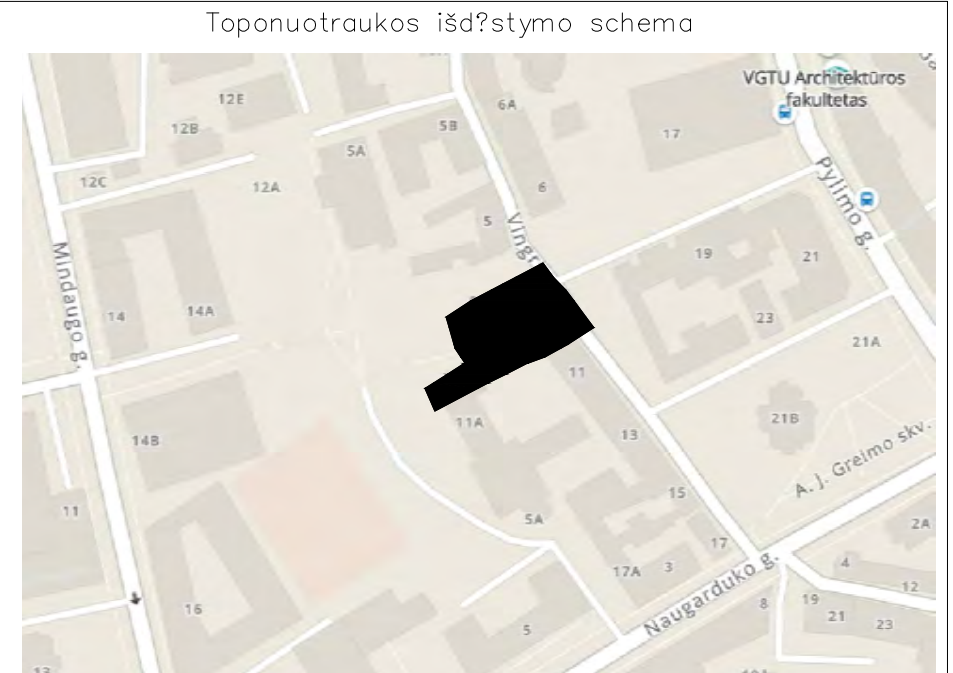 Toponuotraukos išd?stymo schema
VGTU Architektūros
fakultetas
12E
6A
12B
5B
17
5A
12C
12A
6
Pylimo g.
5
Vingr
19
21
Mindaugo g.
14
14A
23
21A
11
14B
11A
13
21B
A. J. Greimo skv.
11
15
5A
17
2A
17A
3
Naugarduko g.
4
12
16
8
19
21
23
5